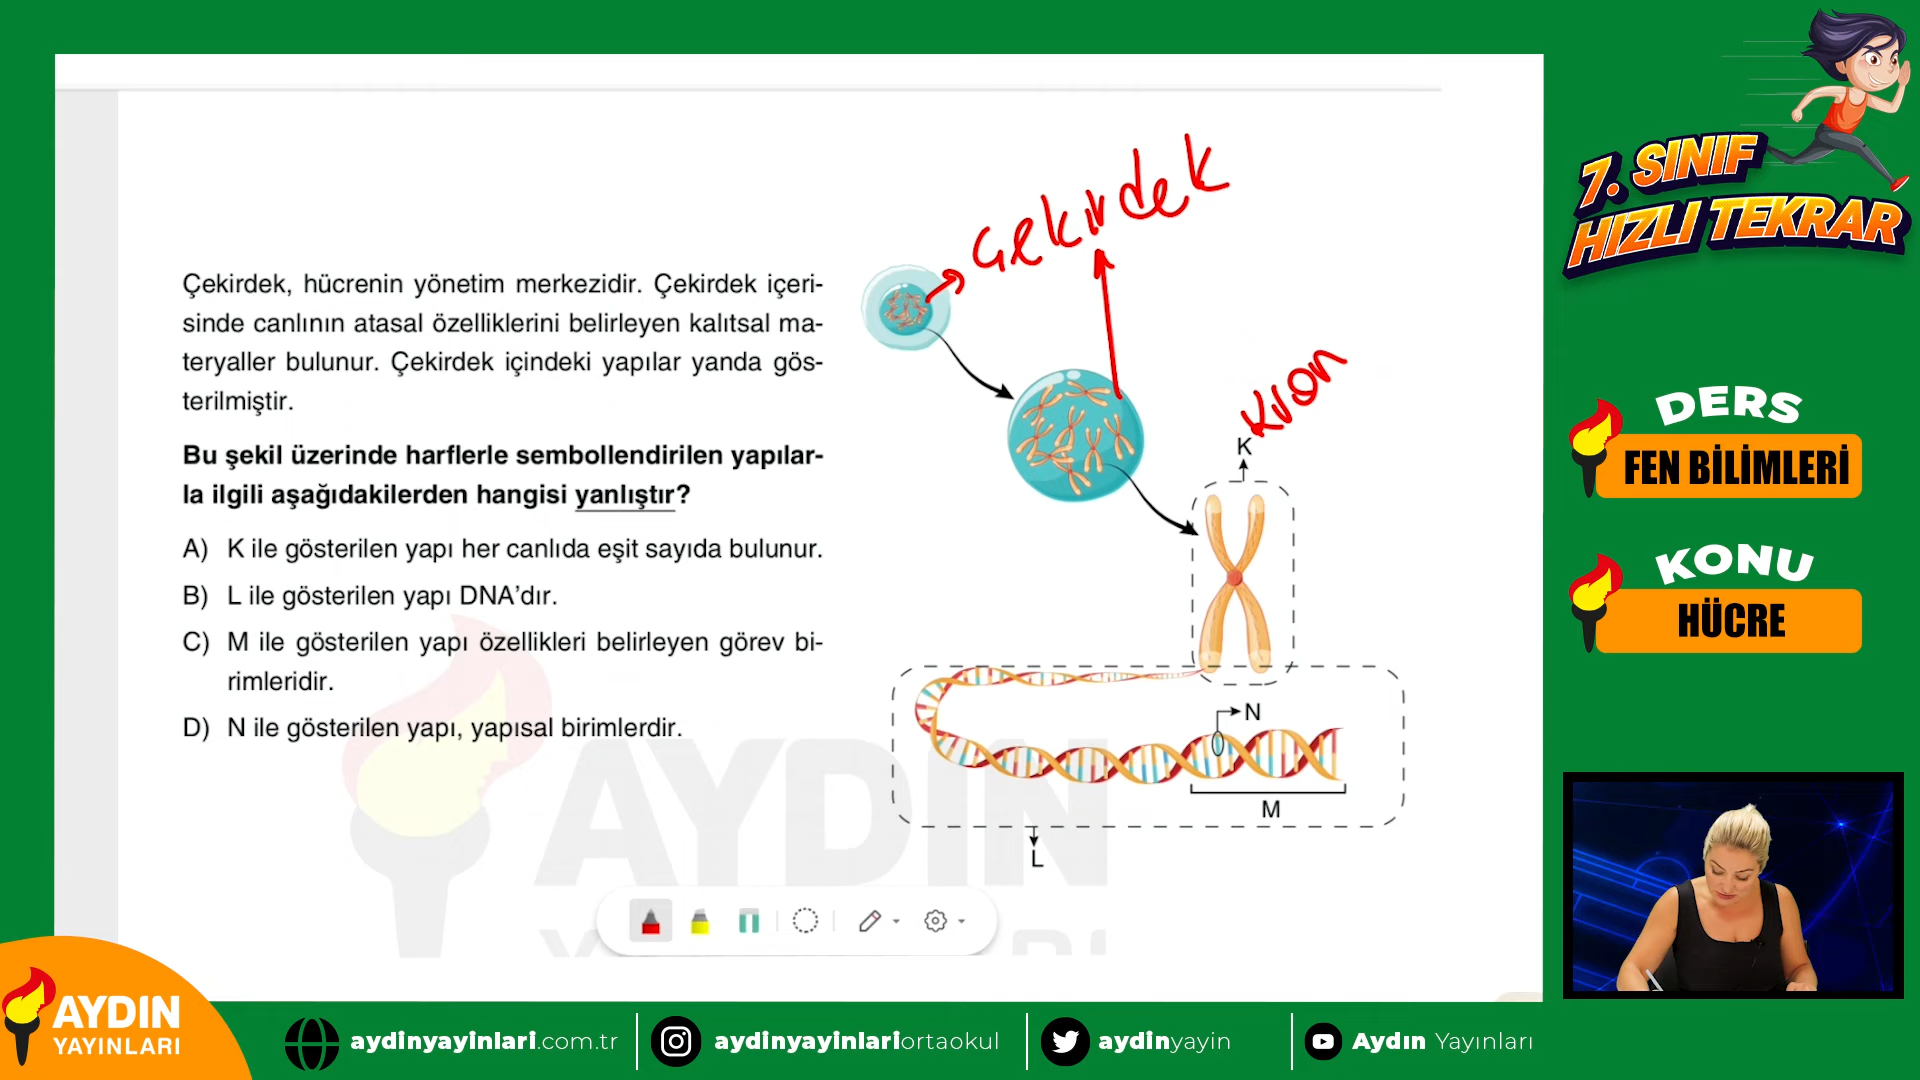 7. SINIF
HIZLI TEKRAR
Çekirdek
Çekirdek, hücrenin yönetim merkezidir. Çekirdek içeri-
sinde canlının atasal özelliklerini belirleyen kalıtsal ma-
teryaller bulunur. Çekirdek içindeki yapılar yanda gös-
terilmiştir.
Bu şekil üzerinde harflerle sembollendirilen yapılar-
la ilgili aşağıdakilerden hangisi yanlıştır?
A) K ile gösterilen yapı her canlıda eşit sayıda bulunur.
B) L ile gösterilen yapı DNA’dır.
C) M ile gösterilen yapı özellikleri belirleyen görev bi-
rimleridir.
D) N ile gösterilen yapı, yapısal birimlerdir.
K
N
M
L
DERS
FEN BİLİMLERİ
KONU
HÜCRE
AYDIN
AYDIN
YAYINLARI
aydinyayinlari.com.tr
aydinyayinlariortaokul
aydinyayin
Aydın Yayınları